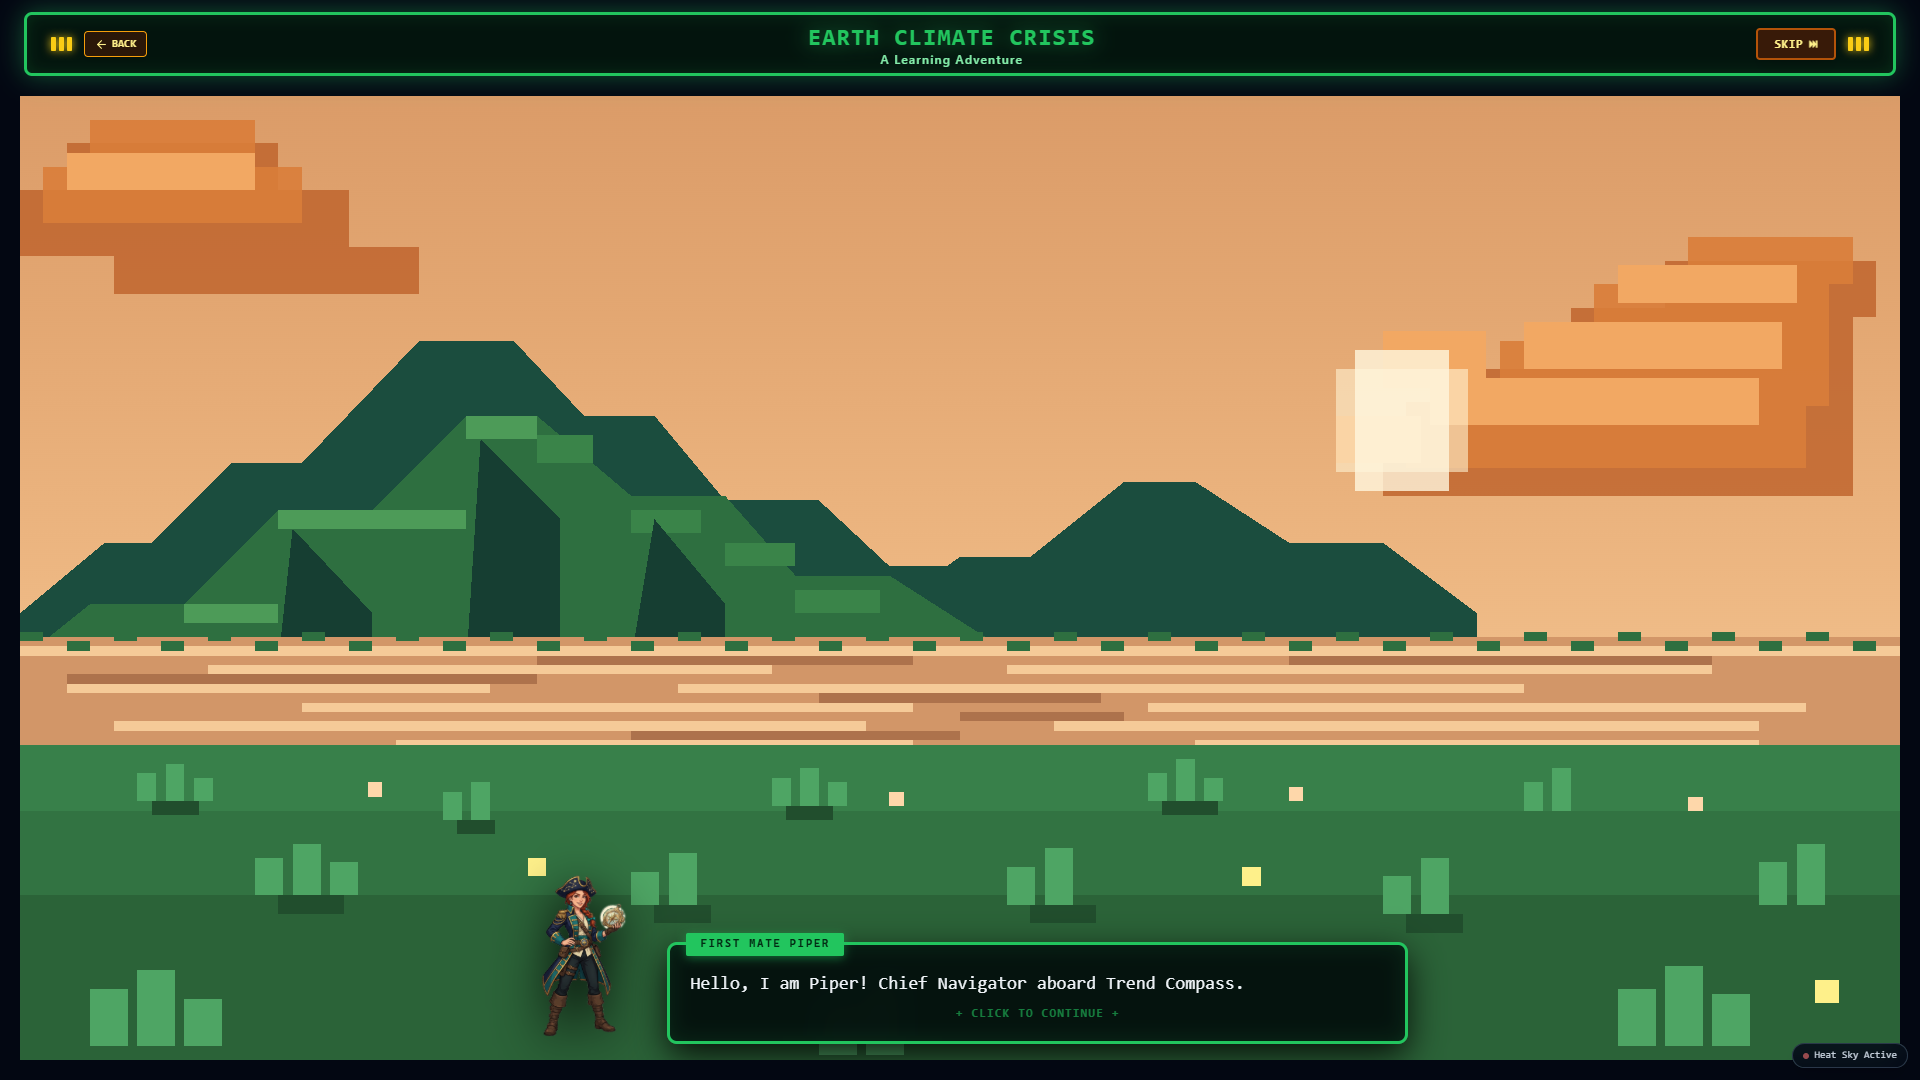 ← BACK
EARTH CLIMATE CRISIS
A Learning Adventure
SKIP ⏭
FIRST MATE PIPER
Hello, I am Piper! Chief Navigator aboard Trend Compass.
+ CLICK TO CONTINUE +
Heat Sky Active